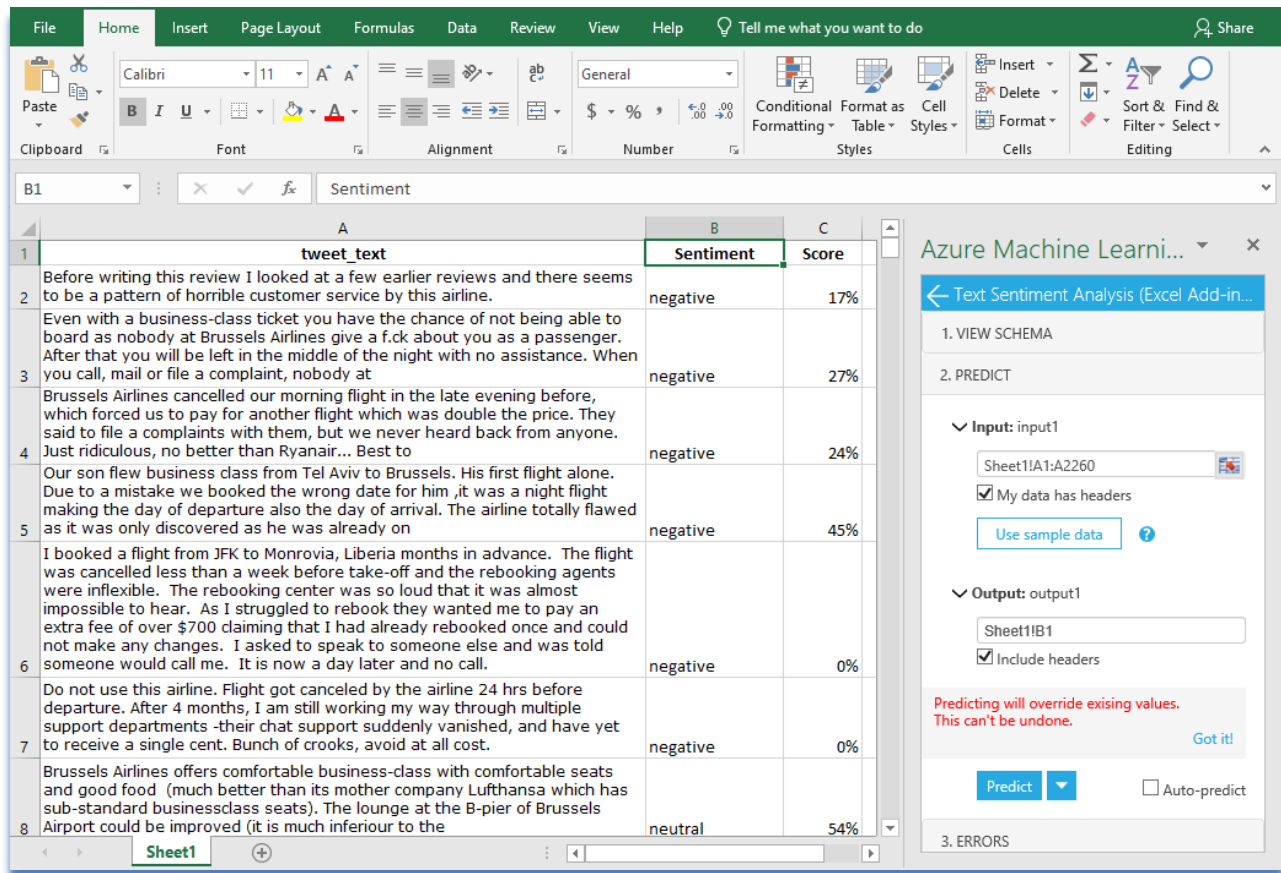 File Home Insert Page Layout Formulas Data Review View Help Tell me what you want to do Share
Calibri 11 A A ab General Insert Σ A Z
Paste Conditional Format as Cell Delete Sort & Find &
B I U A $ % , .0 .00 .00 .0 Formatting Table Styles Format Filter Select
Clipboard Font Alignment Number Styles Cells Editing
B1 fx Sentiment
A B C
1 tweet_text Sentiment Score
Before writing this review I looked at a few earlier reviews and there seems
2 to be a pattern of horrible customer service by this airline. negative 17%
Even with a business-class ticket you have the chance of not being able to
board as nobody at Brussels Airlines give a f.ck about you as a passenger.
After that you will be left in the middle of the night with no assistance. When
3 you call, mail or file a complaint, nobody at negative 27%
Brussels Airlines cancelled our morning flight in the late evening before,
which forced us to pay for another flight which was double the price. They
said to file a complaints with them, but we never heard back from anyone.
4 Just ridiculous, no better than Ryanair... Best to negative 24%
Our son flew business class from Tel Aviv to Brussels. His first flight alone.
Due to a mistake we booked the wrong date for him ,it was a night flight
making the day of departure also the day of arrival. The airline totally flawed
5 as it was only discovered as he was already on negative 45%
I booked a flight from JFK to Monrovia, Liberia months in advance.  The flight
was cancelled less than a week before take-off and the rebooking agents
were inflexible.  The rebooking center was so loud that it was almost
impossible to hear.  As I struggled to rebook they wanted me to pay an
extra fee of over $700 claiming that I had already rebooked once and could
not make any changes.  I asked to speak to someone else and was told
6 someone would call me.  It is now a day later and no call. negative 0%
Do not use this airline. Flight got canceled by the airline 24 hrs before
departure. After 4 months, I am still working my way through multiple
support departments -their chat support suddenly vanished, and have yet
7 to receive a single cent. Bunch of crooks, avoid at all cost. negative 0%
Brussels Airlines offers comfortable business-class with comfortable seats
and good food  (much better than its mother company Lufthansa which has
sub-standard businessclass seats). The lounge at the B-pier of Brussels
8 Airport could be improved (it is much inferiour to the neutral 54%
Sheet1
Azure Machine Learni...
Text Sentiment Analysis (Excel Add-in...
1. VIEW SCHEMA
2. PREDICT
Input: input1
Sheet1!A1:A2260
My data has headers
Use sample data ?
Output: output1
Sheet1!B1
Include headers
Predicting will override exising values.
This can't be undone.
Got it!
Predict Auto-predict
3. ERRORS